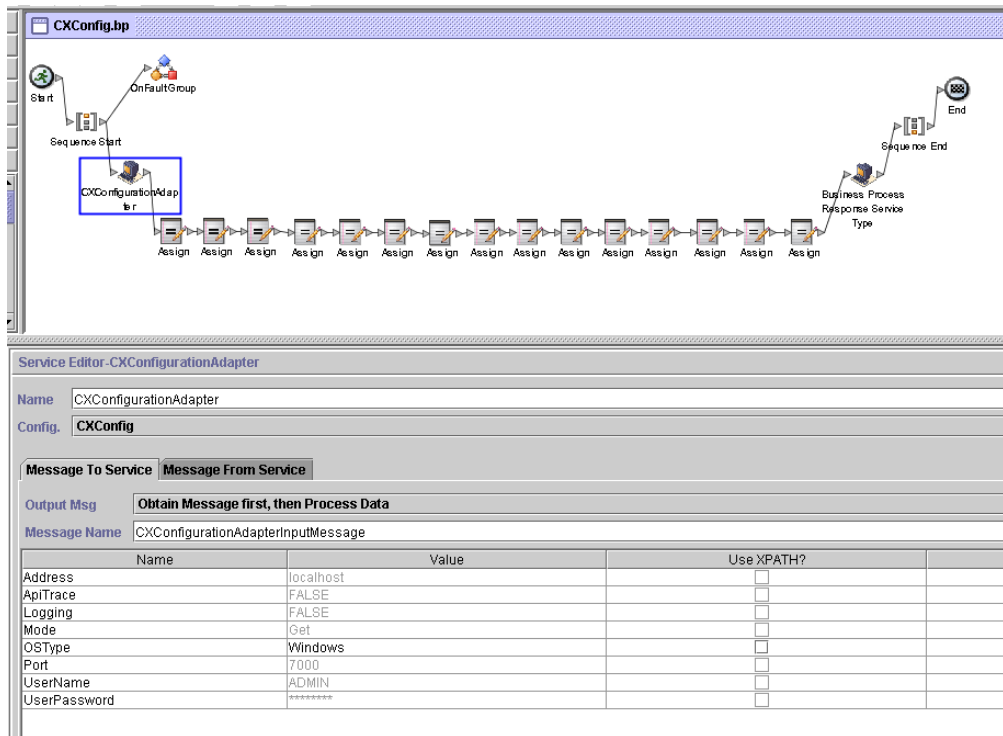 CXConfig.bp
Start
OnFaultGroup
End
Sequence Start
Sequence End
CXConfigurationAdap
ter
Business Process
Response Service
Type
Assign Assign Assign Assign Assign Assign Assign Assign Assign Assign Assign Assign Assign Assign
Service Editor-CXConfigurationAdapter
Name CXConfigurationAdapter
Config. CXConfig
Message To Service Message From Service
Output Msg Obtain Message first, then Process Data
Message Name CXConfigurationAdapterInputMessage
Name Value Use XPATH?
Address localhost
ApiTrace FALSE
Logging FALSE
Mode Get
OSType Windows
Port 7000
UserName ADMIN
UserPassword ********